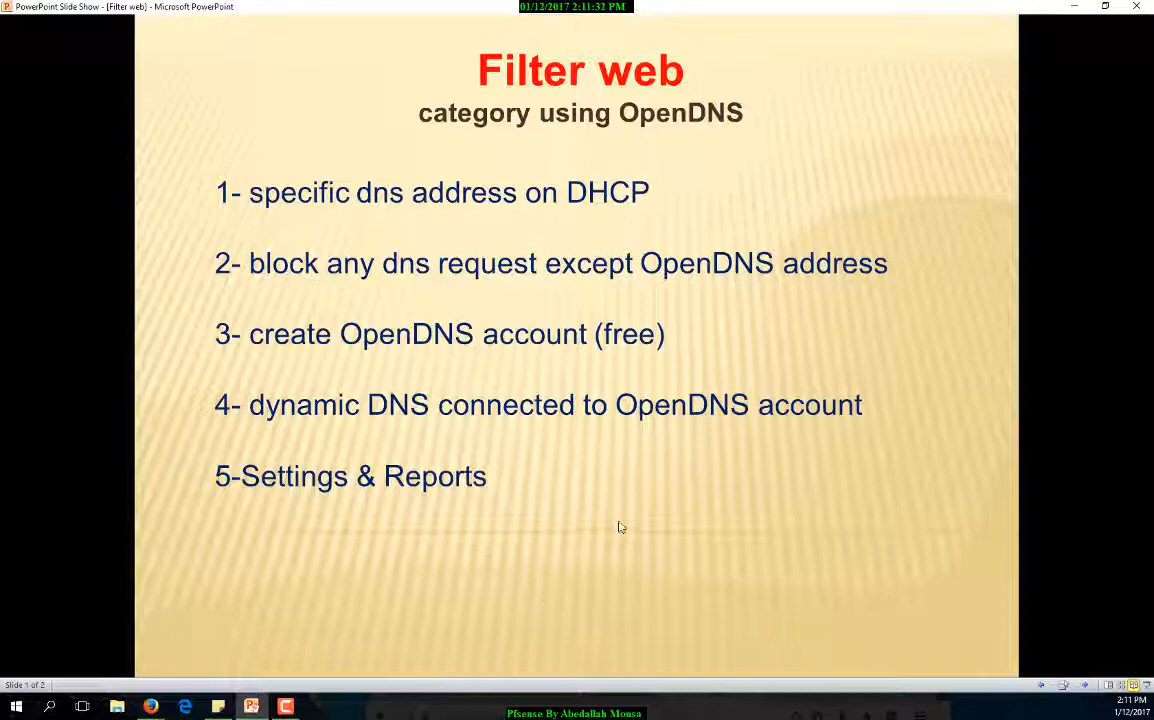 PowerPoint Slide Show - [Filter web] - Microsoft PowerPoint
01/12/2017 2:11:32 PM
Filter web
category using OpenDNS
1- specific dns address on DHCP
2- block any dns request except OpenDNS address
3- create OpenDNS account (free)
4- dynamic DNS connected to OpenDNS account
5-Settings & Reports
Slide 1 of 2
2:11 PM
1/12/2017
Pfsense By Abedallah Mousa